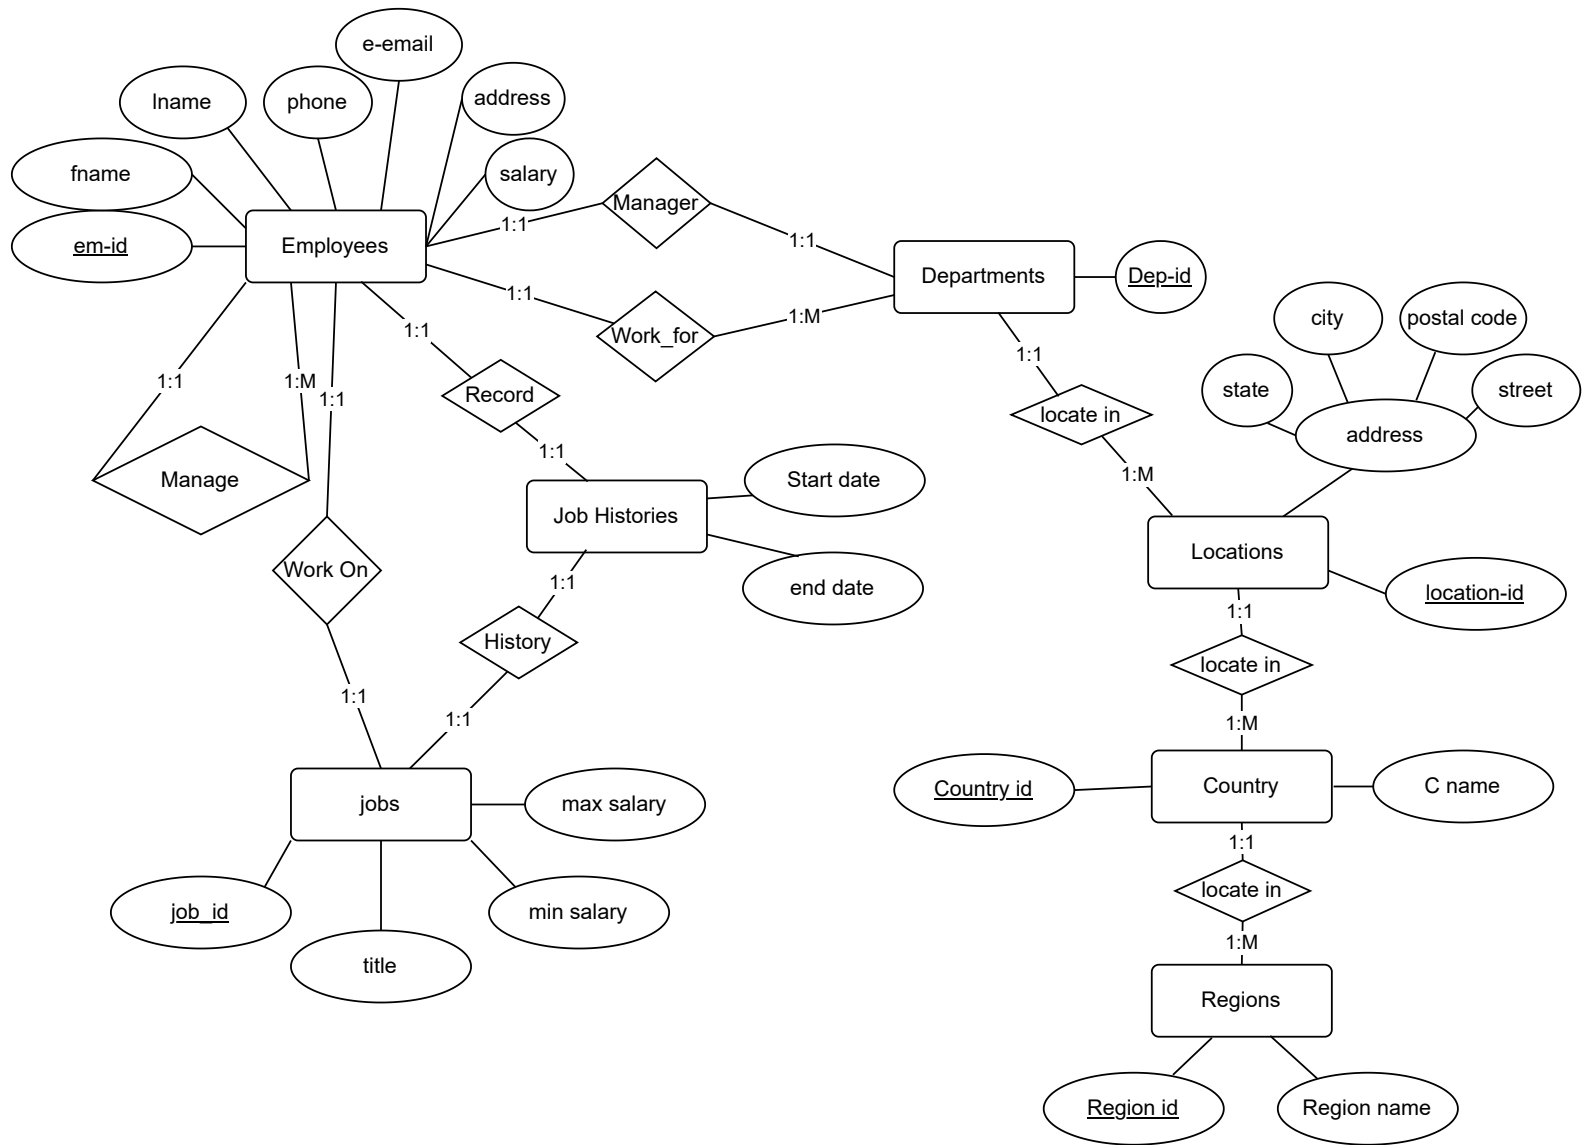 e-email
lname
phone
address
fname
salary
em-id
Employees
1:1
Manager
1:1
Departments
Dep-id
1:1
Work_for
1:M
city
postal code
1:1
1:1
1:M
1:1
Record
1:1
1:1
locate in
state
street
address
1:M
Manage
Start date
Job Histories
Locations
Work On
1:1
end date
location-id
1:1
History
locate in
1:1
1:1
1:M
Country id
Country
C name
jobs
max salary
1:1
locate in
job_id
min salary
1:M
title
Regions
Region id
Region name